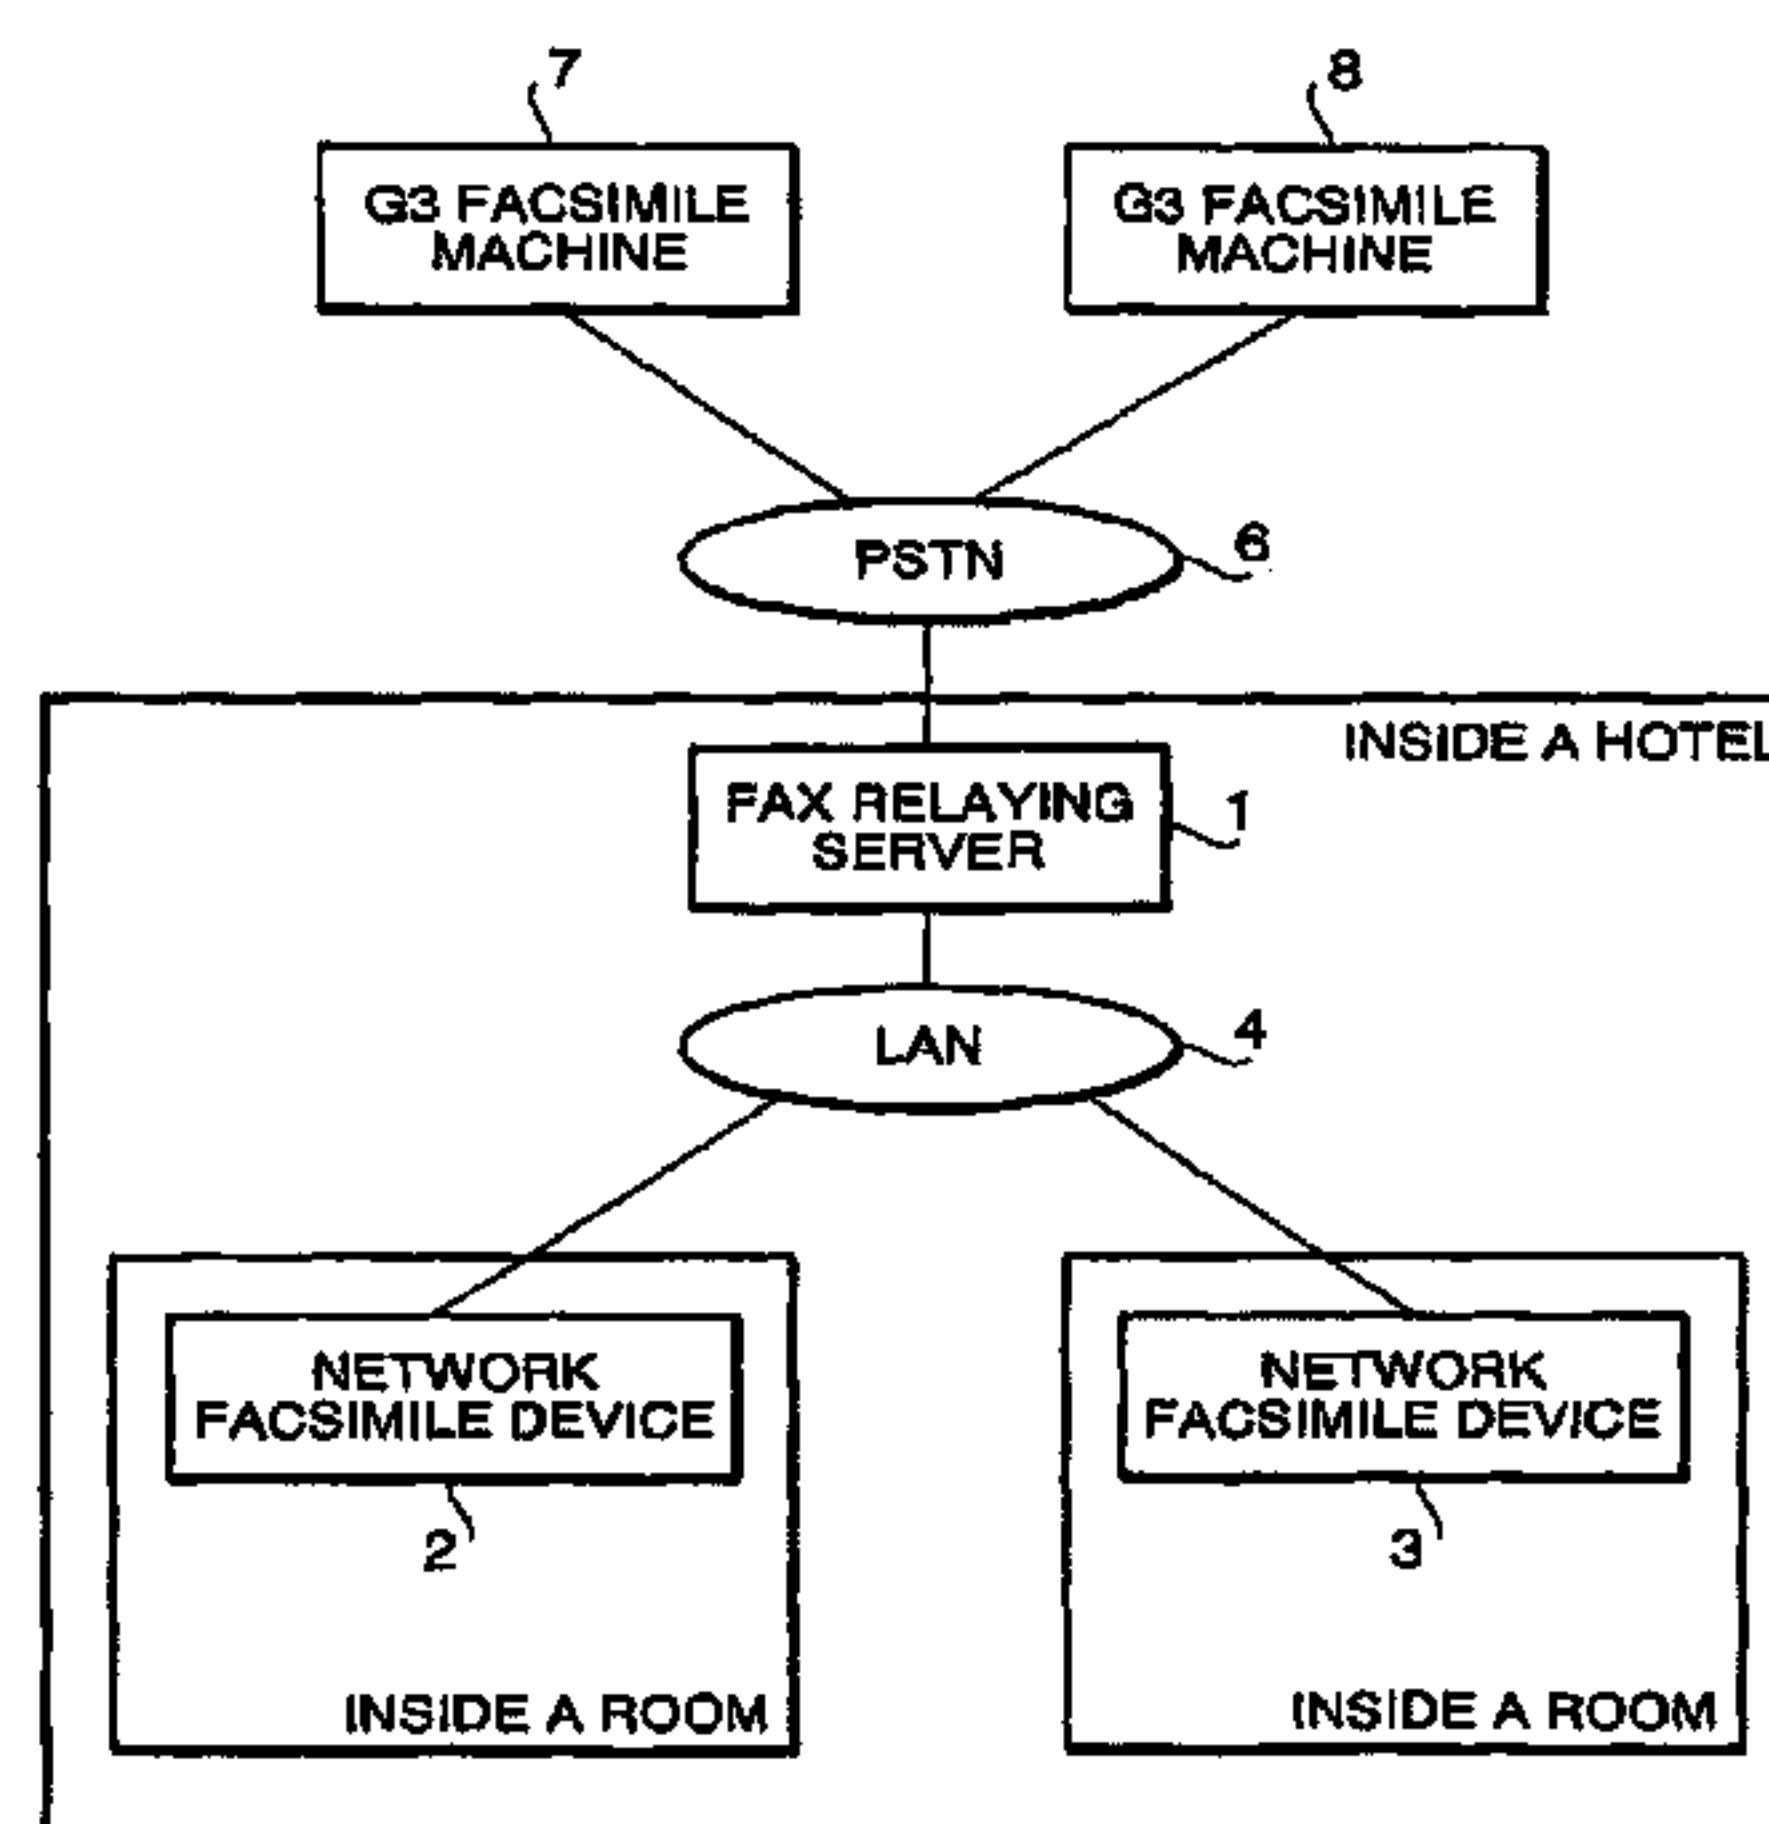 7
8
G3 FACSIMILE
MACHINE
G3 FACSIMILE
MACHINE
PSTN
6
INSIDE A HOTEL
FAX RELAYING
SERVER
1
LAN
4
NETWORK
FACSIMILE DEVICE
2
INSIDE A ROOM
NETWORK
FACSIMILE DEVICE
3
INSIDE A ROOM